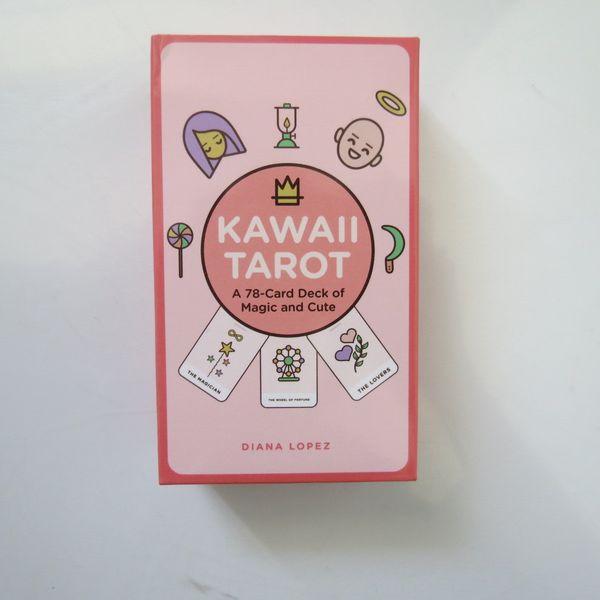 KAWAII
TAROT
A 78-Card Deck of
Magic and Cute
THE MAGICIAN
THE WHEEL OF FORTUNE
THE LOVERS
DIANA LOPEZ